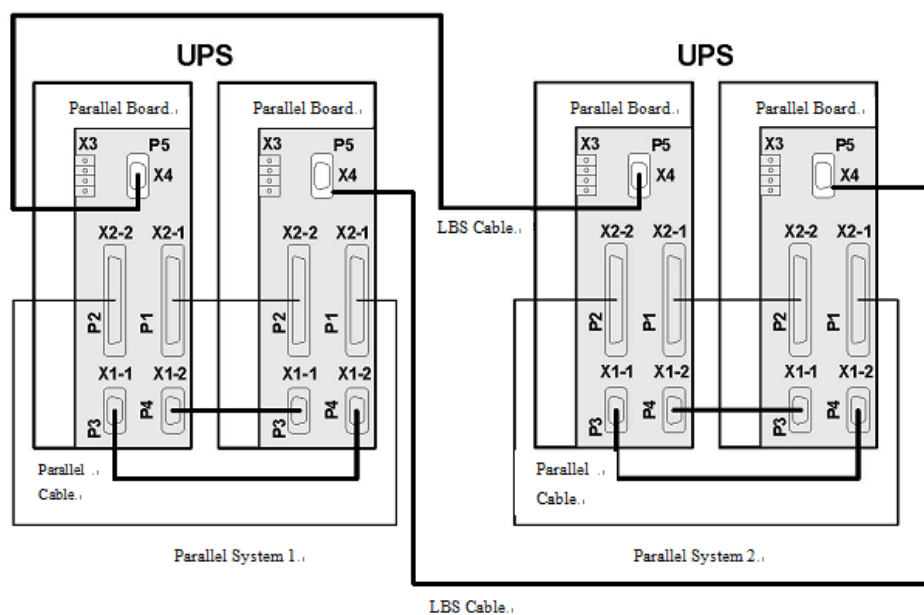 UPS UPS
Parallel Board. Parallel Board. Parallel Board. Parallel Board.
X3 P5 X3 P5 X3 P5 X3 P5
X4 X4 X4 X4
LBS Cable.
X2-2 X2-1 X2-2 X2-1 X2-2 X2-1 X2-2 X2-1
P2 P1 P2 P1 P2 P1 P2 P1
X1-1 X1-2 X1-1 X1-2 X1-1 X1-2 X1-1 X1-2
P3 P4 P3 P4 P3 P4 P3 P4
Parallel Parallel
Cable. Cable.
Parallel System 1. Parallel System 2.
LBS Cable.